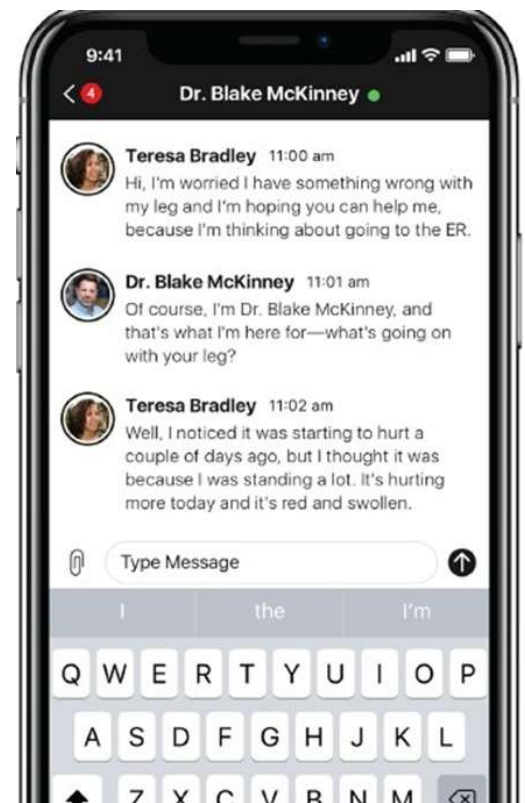 9:41
4
Dr. Blake McKinney
Teresa Bradley 11:00 am
Hi, I'm worried I have something wrong with
my leg and I'm hoping you can help me,
because I'm thinking about going to the ER.
Dr. Blake McKinney 11:01 am
Of course, I'm Dr. Blake McKinney, and
that's what I'm here for—what's going on
with your leg?
Teresa Bradley 11:02 am
Well, I noticed it was starting to hurt a
couple of days ago, but I thought it was
because I was standing a lot. It's hurting
more today and it's red and swollen.
Type Message
I the I'm
Q W E R T Y U I O P
A S D F G H J K L
Z X C V B N M